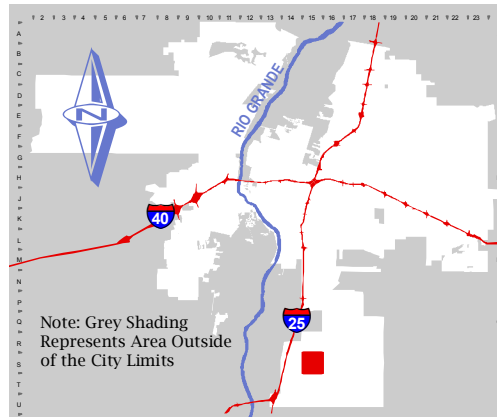 2 3 4 5 6 7 8 9 10 11 12 13 14 15 16 17 18 19 20 21 22 23
A
B
C
D
E
F
G
H
J
K
L
M
N
P
Q
R
S
T
U
N
RIO GRANDE
40
25
Note: Grey Shading
Represents Area Outside
of the City Limits